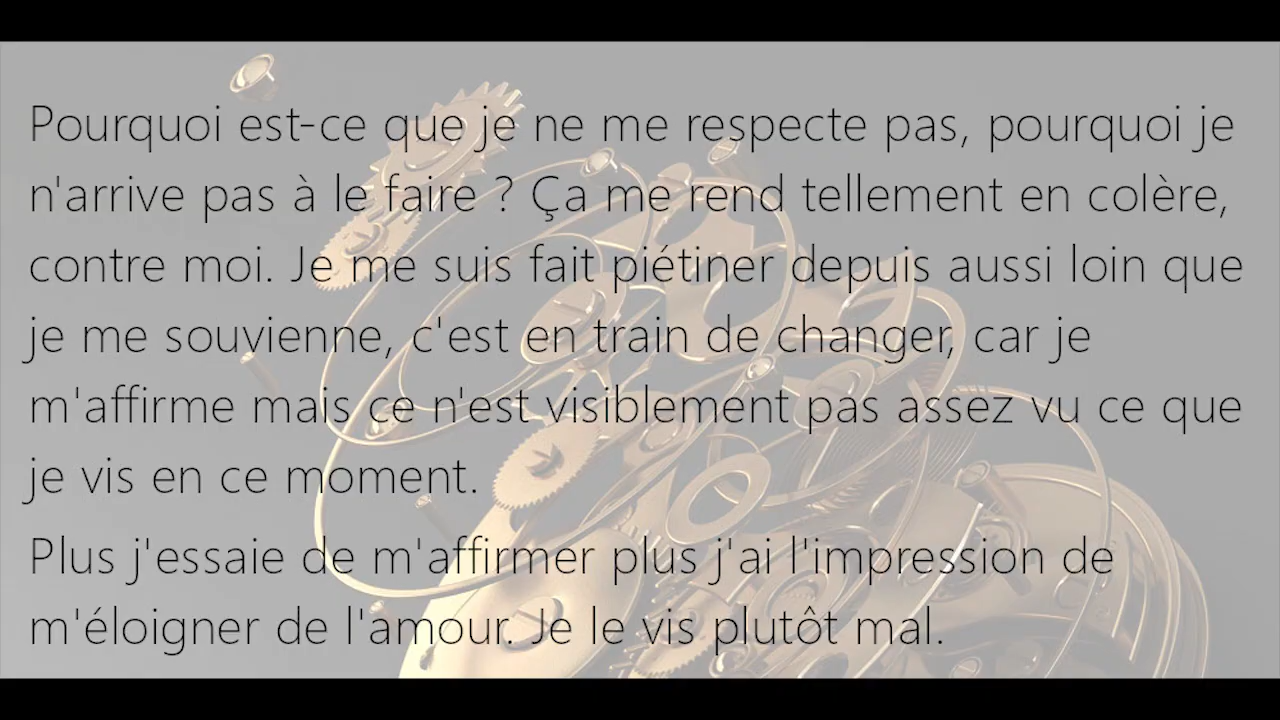 Pourquoi est-ce que je ne me respecte pas, pourquoi je
n'arrive pas à le faire ? Ça me rend tellement en colère,
contre moi. Je me suis fait piétiner depuis aussi loin que
je me souvienne, c'est en train de changer, car je
m'affirme mais ce n'est visiblement pas assez vu ce que
je vis en ce moment.
Plus j'essaie de m'affirmer plus j'ai l'impression de
m'éloigner de l'amour. Je le vis plutôt mal.